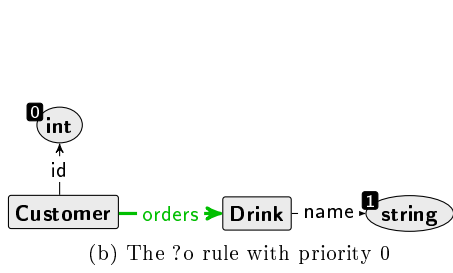 0
int
id
1
Customer orders Drink name string
(b) The ?o rule with priority 0